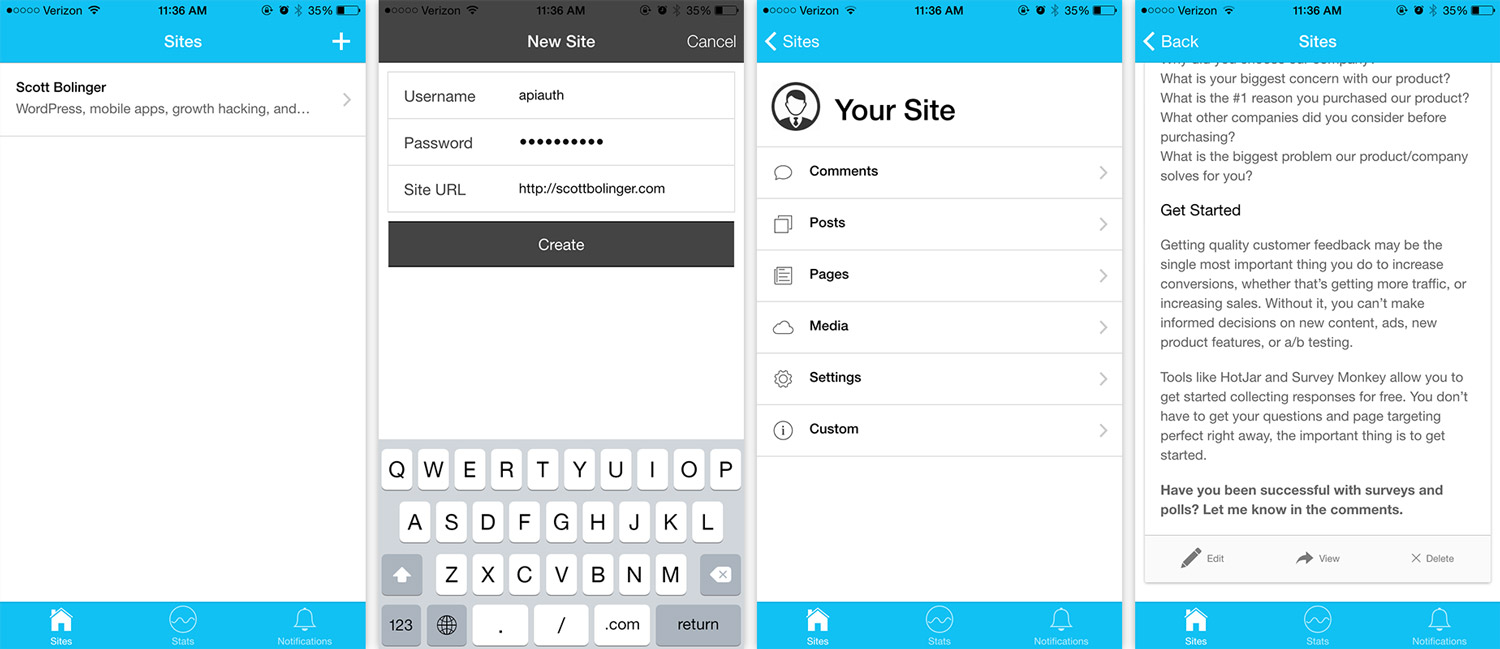 Verizon 11:36 AM 35%
Sites +
Scott Bolinger
WordPress, mobile apps, growth hacking, and…
Sites Stats Notifications
Verizon 11:36 AM 35%
New Site Cancel
Username apiauth
Password ••••••••••
Site URL http://scottbolinger.com
Create
Q W E R T Y U I O P
A S D F G H J K L
Z X C V B N M
123 . / .com return
Verizon 11:36 AM 35%
Sites
Your Site
Comments
Posts
Pages
Media
Settings
Custom
Sites Stats Notifications
Verizon 11:36 AM 35%
Back Sites
Why did you choose our company?
What is your biggest concern with our product?
What is the #1 reason you purchased our product?
What other companies did you consider before
purchasing?
What is the biggest problem our product/company
solves for you?
Get Started
Getting quality customer feedback may be the
single most important thing you do to increase
conversions, whether that’s getting more traffic, or
increasing sales. Without it, you can’t make
informed decisions on new content, ads, new
product features, or a/b testing.
Tools like HotJar and Survey Monkey allow you to
get started collecting responses for free. You don’t
have to get your questions and page targeting
perfect right away, the important thing is to get
started.
Have you been successful with surveys and
polls? Let me know in the comments.
Edit View Delete
Sites Stats Notifications